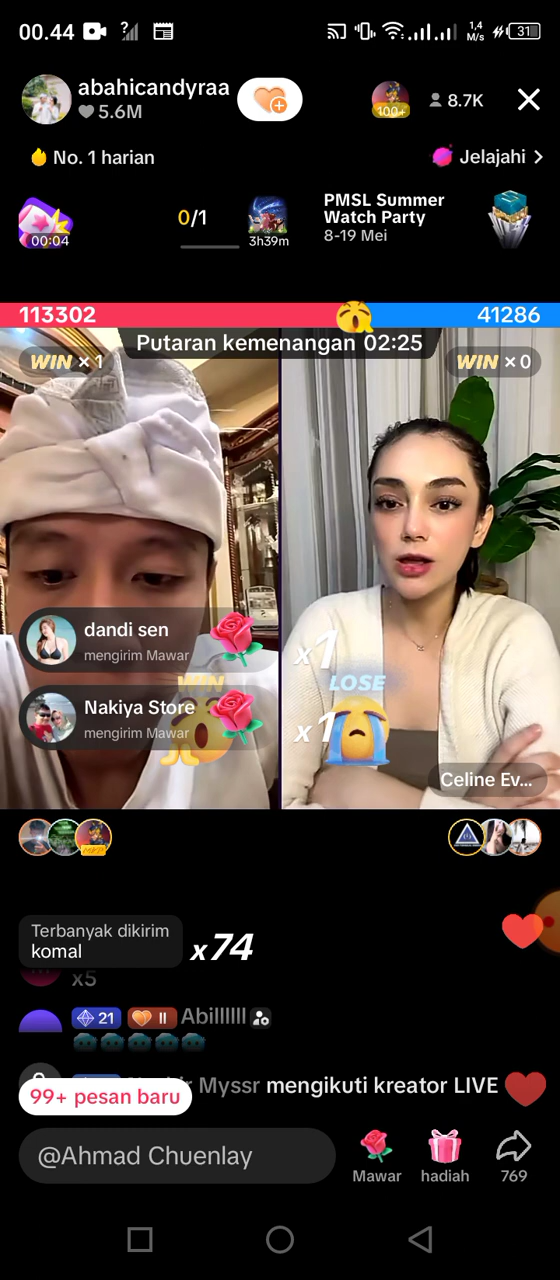 00.44
?
1,4
M/s
31
abahicandyraa
5.6M
100+
8.7K
No. 1 harian
Jelajahi >
00:04
0/1
3h39m
PMSL Summer
Watch Party
8-19 Mei
113302
41286
Putaran kemenangan 02:25
WIN × 1
WIN × 0
dandi sen
mengirim Mawar
x1
WIN
LOSE
Nakiya Store
mengirim Mawar
x1
Celine Ev...
Terbanyak dikirim
komal
x74
x5
21
II
Abillllll
Myssr mengikuti kreator LIVE
99+ pesan baru
@Ahmad Chuenlay
Mawar
hadiah
769